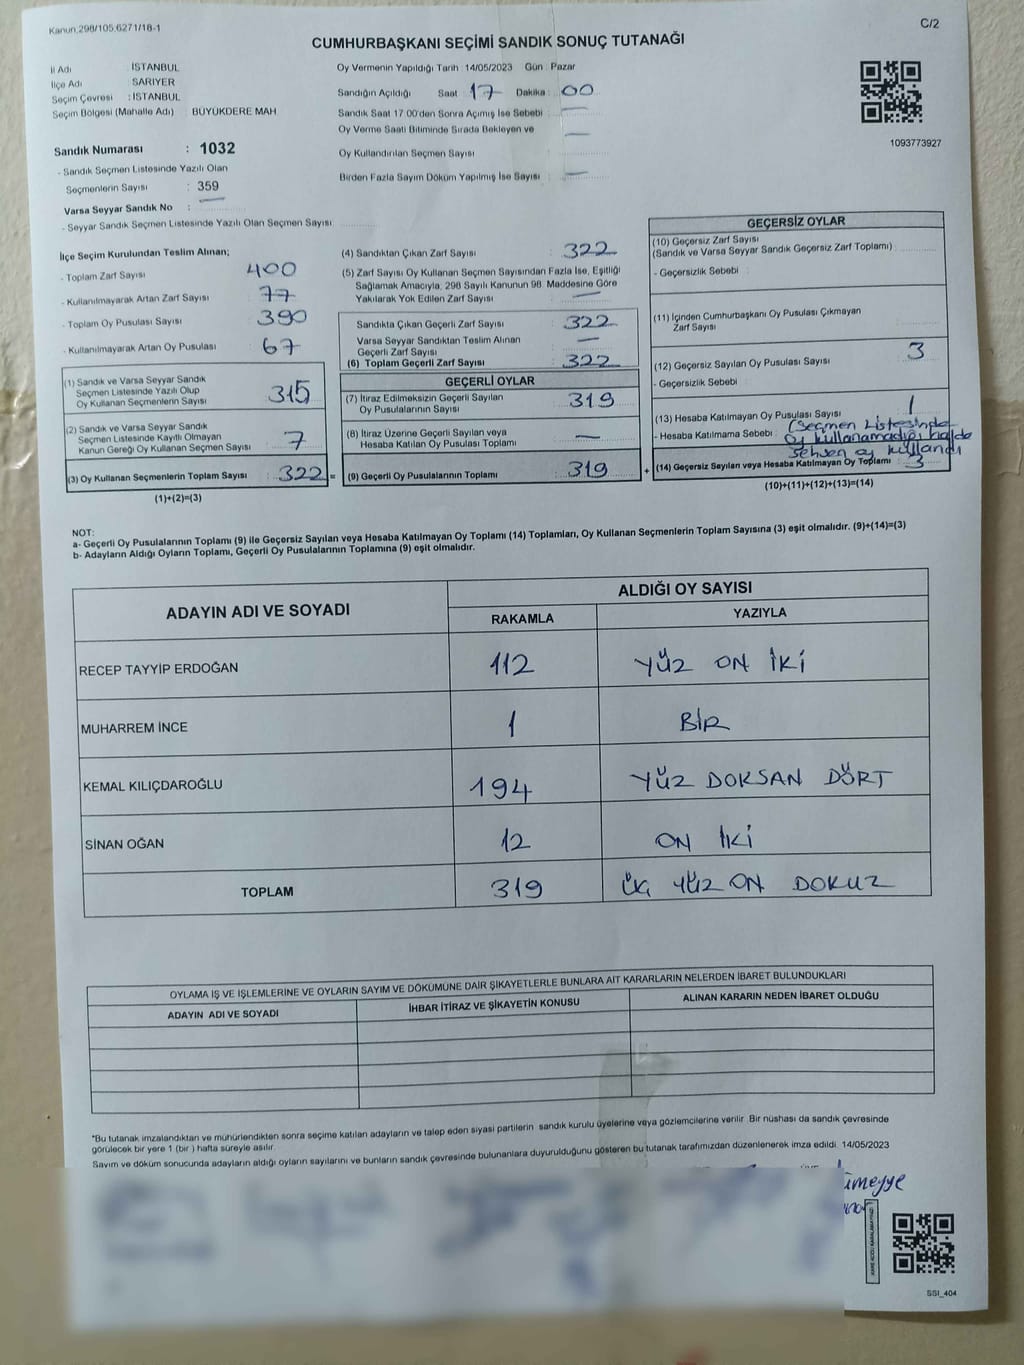 Kanun.298/105.6271/18-1
C/2
CUMHURBAŞKANI SEÇİMİ SANDIK SONUÇ TUTANAĞI
İl Adı İSTANBUL
İlçe Adı SARIYER
Seçim Çevresi : İSTANBUL
Seçim Bölgesi (Mahalle Adı) BÜYÜKDERE MAH
Sandık Numarası : 1032
- Sandık Seçmen Listesinde Yazılı Olan
Seçmenlerin Sayısı : 359
Varsa Seyyar Sandık No :
- Seyyar Sandık Seçmen Listesinde Yazılı Olan Seçmen Sayısı
Oy Vermenin Yapıldığı Tarih 14/05/2023 Gün Pazar
Sandığın Açıldığı Saat 17 Dakika : 00
Sandık Saat 17 00'den Sonra Açımış İse Sebebi
Oy Verme Saati Bitiminde Sırada Bekleyen ve
Oy Kullandırılan Seçmen Sayısı
Birden Fazla Sayım Döküm Yapılmış İse Sayısı
1093773927
İlçe Seçim Kurulundan Teslim Alınan;
- Toplam Zarf Sayısı 400
- Kullanılmayarak Artan Zarf Sayısı 77
- Toplam Oy Pusulası Sayısı 390
- Kullanılmayarak Artan Oy Pusulası 67
(1) Sandık ve Varsa Seyyar Sandık
Seçmen Listesinde Yazılı Olup
Oy Kullanan Seçmenlerin Sayısı 315
(2) Sandık ve Varsa Seyyar Sandık
Seçmen Listesinde Kayıtlı Olmayan
Kanun Gereği Oy Kullanan Seçmen Sayısı 7
(3) Oy Kullanan Seçmenlerin Toplam Sayısı : 322 =
(1)+(2)=(3)
(4) Sandıktan Çıkan Zarf Sayısı : 322
(5) Zarf Sayısı Oy Kullanan Seçmen Sayısından Fazla İse, Eşitliği
Sağlamak Amacıyla, 298 Sayılı Kanunun 98. Maddesine Göre
Yakılarak Yok Edilen Zarf Sayısı
Sandıkta Çıkan Geçerli Zarf Sayısı 322
Varsa Seyyar Sandıktan Teslim Alınan
Geçerli Zarf Sayısı
(6) Toplam Geçerli Zarf Sayısı 322
GEÇERLİ OYLAR
(7) İtiraz Edilmeksizin Geçerli Sayılan
Oy Pusulalarının Sayısı 319
(8) İtiraz Üzerine Geçerli Sayılan veya
Hesaba Katılan Oy Pusulası Toplamı
(9) Geçerli Oy Pusulalarının Toplamı 319 +
GEÇERSİZ OYLAR
(10) Geçersiz Zarf Sayısı
(Sandık ve Varsa Seyyar Sandık Geçersiz Zarf Toplamı) :
- Geçersizlik Sebebi :
(11) İçinden Cumhurbaşkanı Oy Pusulası Çıkmayan
Zarf Sayısı
(12) Geçersiz Sayılan Oy Pusulası Sayısı 3
- Geçersizlik Sebebi :
(13) Hesaba Katılmayan Oy Pusulası Sayısı 1
- Hesaba Katılmama Sebebi : (Seçmen Listesinde
oy kullanamadığı halde
sehven oy kullandı
(14) Geçersiz Sayılan veya Hesaba Katılmayan Oy Toplamı 3
(10)+(11)+(12)+(13)=(14)
NOT:
a- Geçerli Oy Pusulalarının Toplamı (9) ile Geçersiz Sayılan veya Hesaba Katılmayan Oy Toplamı (14) Toplamları, Oy Kullanan Seçmenlerin Toplam Sayısına (3) eşit olmalıdır. (9)+(14)=(3)
b- Adayların Aldığı Oyların Toplamı, Geçerli Oy Pusulalarının Toplamına (9) eşit olmalıdır.
ADAYIN ADI VE SOYADI ALDIĞI OY SAYISI
RAKAMLA YAZIYLA
RECEP TAYYİP ERDOĞAN 112 YÜZ ON İKİ
MUHARREM İNCE 1 BİR
KEMAL KILIÇDAROĞLU 194 YÜZ DOKSAN DÖRT
SİNAN OĞAN 12 ON İKİ
TOPLAM 319 ÜÇ YÜZ ON DOKUZ
OYLAMA İŞ VE İŞLEMLERİNE VE OYLARIN SAYIM VE DÖKÜMÜNE DAİR ŞİKAYETLERLE BUNLARA AİT KARARLARIN NELERDEN İBARET BULUNDUKLARI
ADAYIN ADI VE SOYADI İHBAR İTİRAZ VE ŞİKAYETİN KONUSU ALINAN KARARIN NEDEN İBARET OLDUĞU
*Bu tutanak imzalandıktan ve mühürlendikten sonra seçime katılan adayların ve talep eden siyasi partilerin sandık kurulu üyelerine veya gözlemcilerine verilir Bir nüshası da sandık çevresinde
görülecek bir yere 1 (bir ) hafta süreyle asılır.
Sayım ve döküm sonucunda adayların aldığı oyların sayılarını ve bunların sandık çevresinde bulunanlara duyurulduğunu gösteren bu tutanak tarafımızdan düzenlenerek imza edildi 14/05/2023
ümeyye
SSI_404